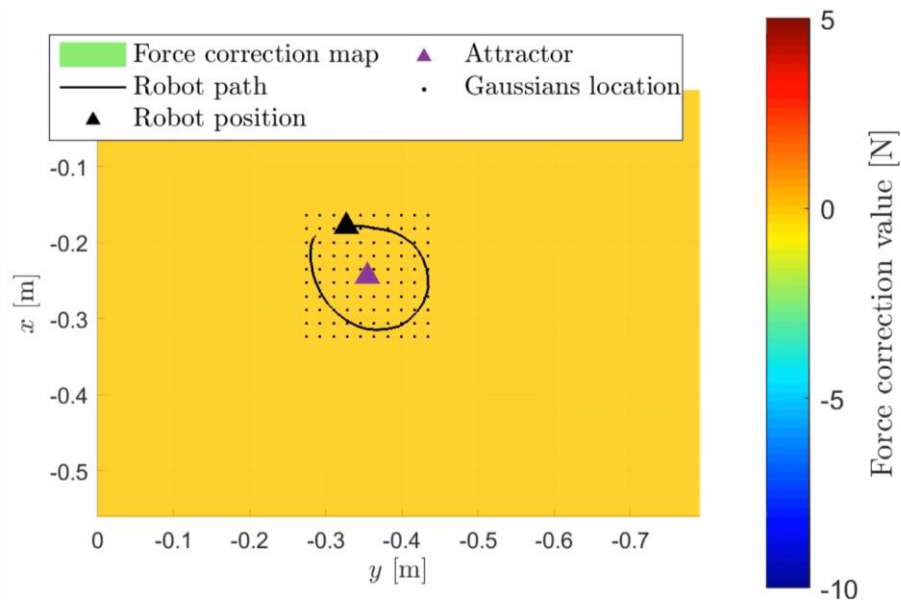 Force correction map
Attractor
Robot path
Gaussians location
Robot position
-0.1
-0.2
-0.3
-0.4
-0.5
x [m]
0
-0.1
-0.2
-0.3
-0.4
-0.5
-0.6
-0.7
y [m]
5
0
-5
-10
Force correction value [N]